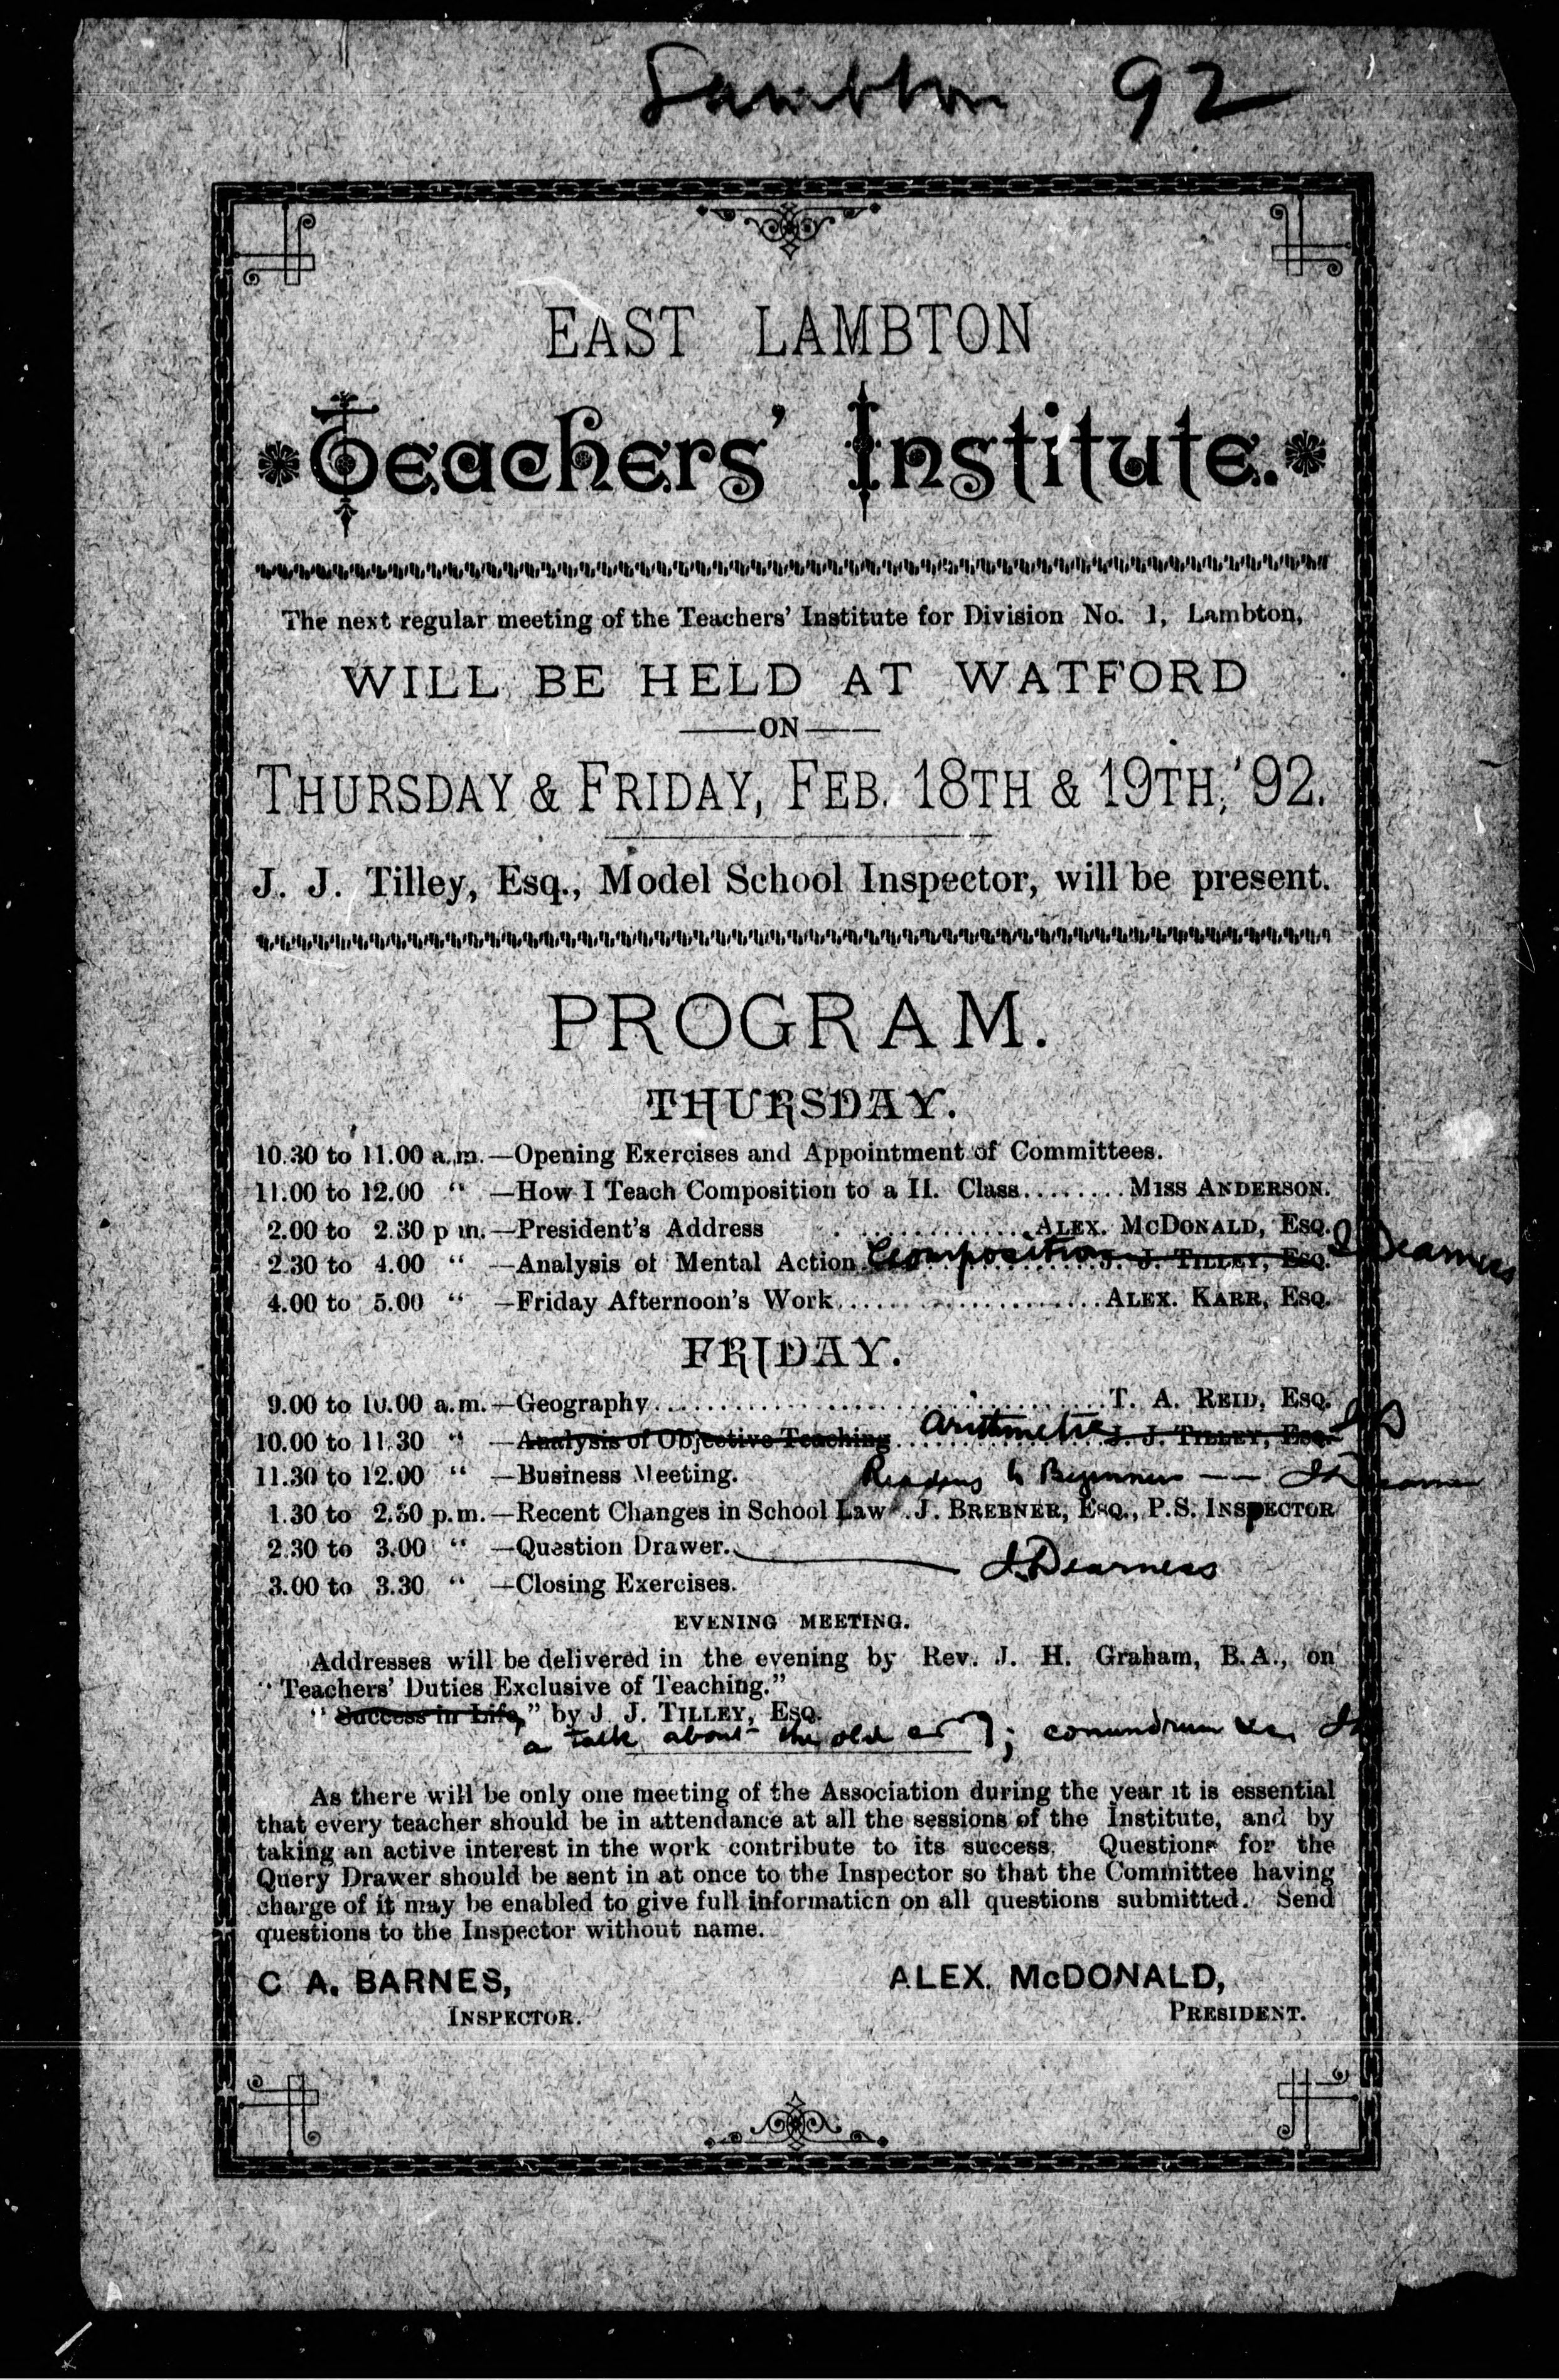 Lambton 92
EAST LAMBTON
Teachers' Institute.
The next regular meeting of the Teachers' Institute for Division No. 1, Lambton,
WILL BE HELD AT WATFORD
—ON—
THURSDAY & FRIDAY, FEB. 18TH & 19TH, '92.
J. J. Tilley, Esq., Model School Inspector, will be present.
PROGRAM.
THURSDAY.
10.30 to 11.00 a.m.—Opening Exercises and Appointment of Committees.
11.00 to 12.00 " —How I Teach Composition to a II. Class........MISS ANDERSON.
2.00 to 2.30 p m.—President's Address ..............ALEX. MCDONALD, ESQ.
2.30 to 4.00 " —Analysis of Mental Action Composition J. J. TILLEY, ESQ. J Dearness
4.00 to 5.00 " —Friday Afternoon's Work......................ALEX. KARR, ESQ.
FRIDAY.
9.00 to 10.00 a.m.—Geography......................................T. A. REID, ESQ.
10.00 to 11.30 " —Analysis of Objective Teaching Arithmetic J. J. TILLEY, ESQ. JD
11.30 to 12.00 " —Business Meeting. Reading to Beginners —— J Dearness
1.30 to 2.30 p.m.—Recent Changes in School Law .J. BREBNER, ESQ., P.S. INSPECTOR
2.30 to 3.00 " —Question Drawer. J. Dearness
3.00 to 3.30 " —Closing Exercises.
EVENING MEETING.
Addresses will be delivered in the evening by Rev. J. H. Graham, B.A., on
"Teachers' Duties Exclusive of Teaching."
"Success in Life," by J J. TILLEY, ESQ.
a talk about the old ; conundrum &c.
As there will be only one meeting of the Association during the year it is essential
that every teacher should be in attendance at all the sessions of the Institute, and by
taking an active interest in the work contribute to its success. Questions for the
Query Drawer should be sent in at once to the Inspector so that the Committee having
charge of it may be enabled to give full information on all questions submitted. Send
questions to the Inspector without name.
C A. BARNES, ALEX. McDONALD,
INSPECTOR. PRESIDENT.